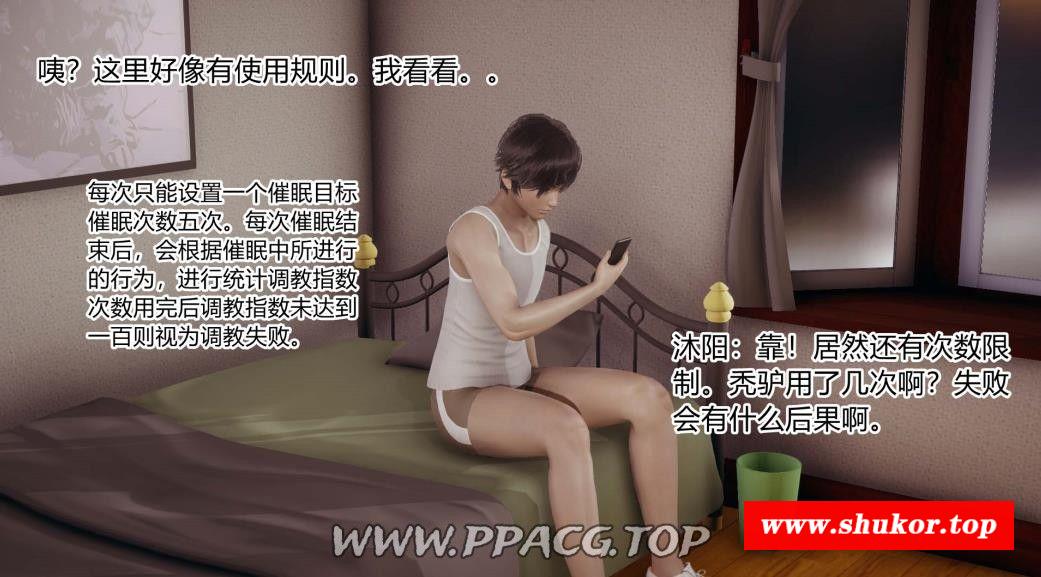 咦？这里好像有使用规则。我看看。。
每次只能设置一个催眠目标
催眠次数五次。每次催眠结
束后，会根据催眠中所进行
的行为，进行统计调教指数
次数用完后调教指数未达到
一百则视为调教失败。
沐阳：靠！居然还有次数限
制。秃驴用了几次啊？失败
会有什么后果啊。
www.shukor.top
WWW.PPACG.TOP